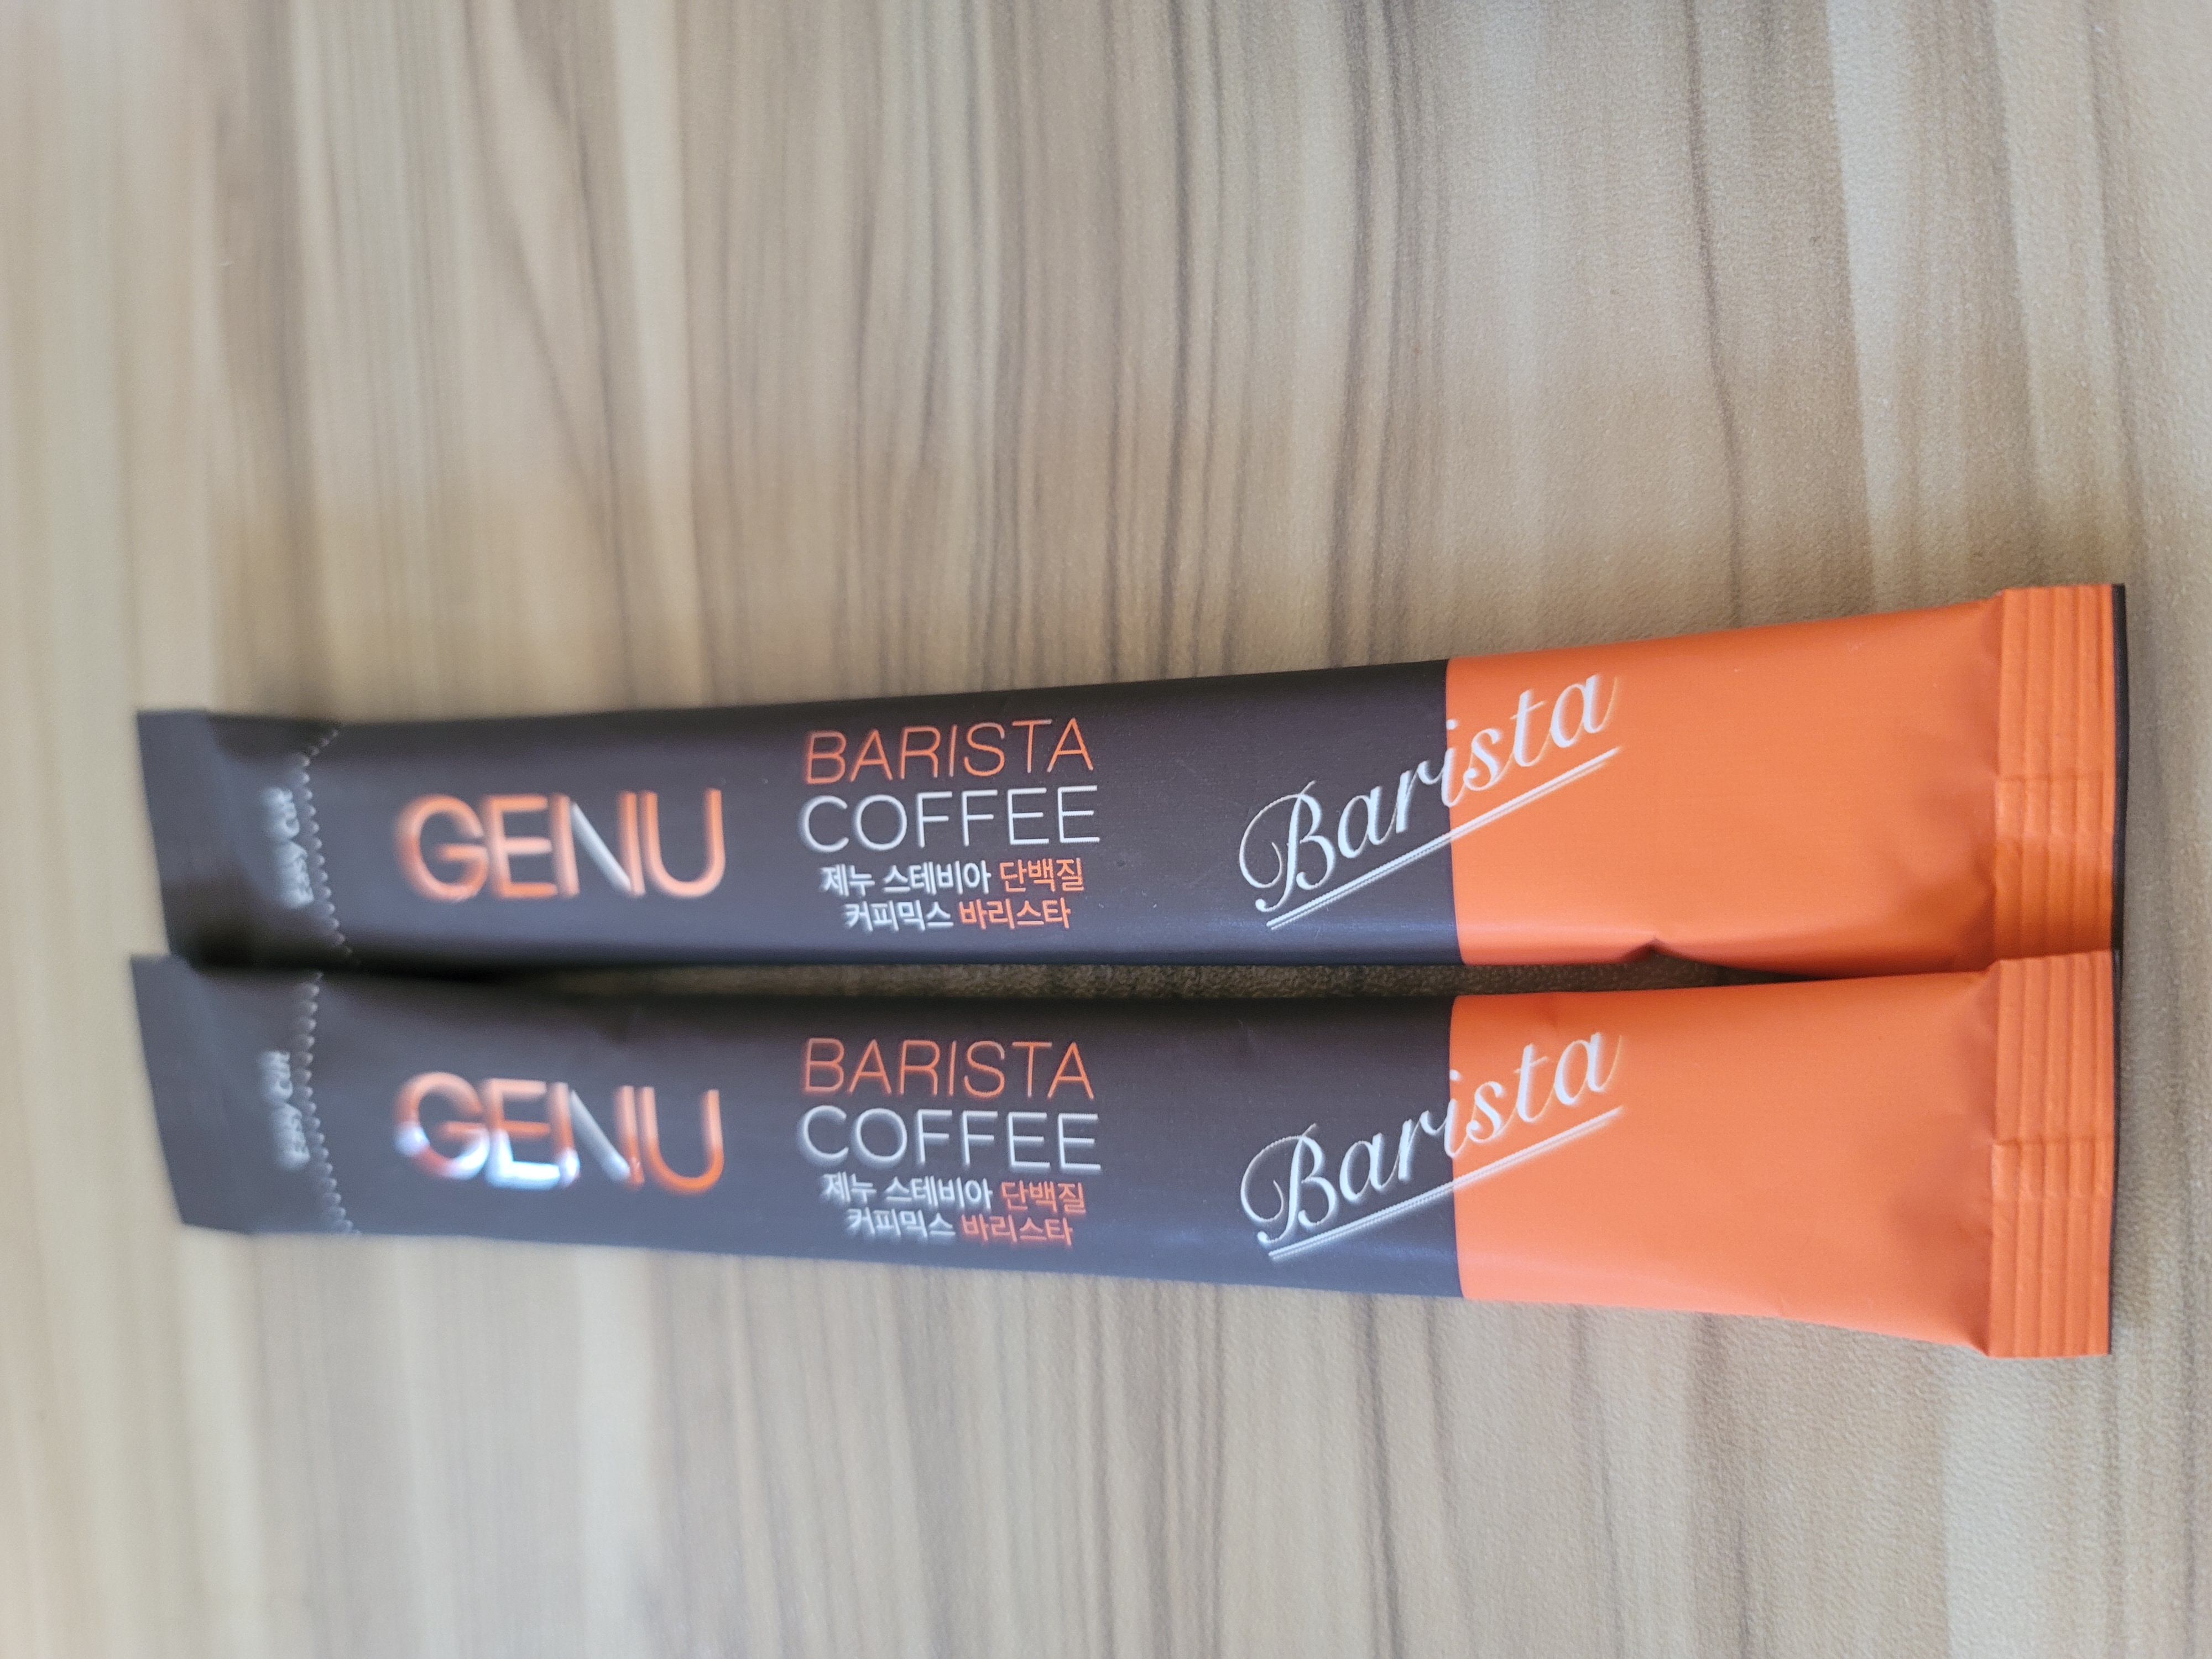 Easy Cut
GENU
BARISTA
COFFEE
제누 스테비아 단백질
커피믹스 바리스타
Barista
Easy Cut
GENU
BARISTA
COFFEE
제누 스테비아 단백질
커피믹스 바리스타
Barista